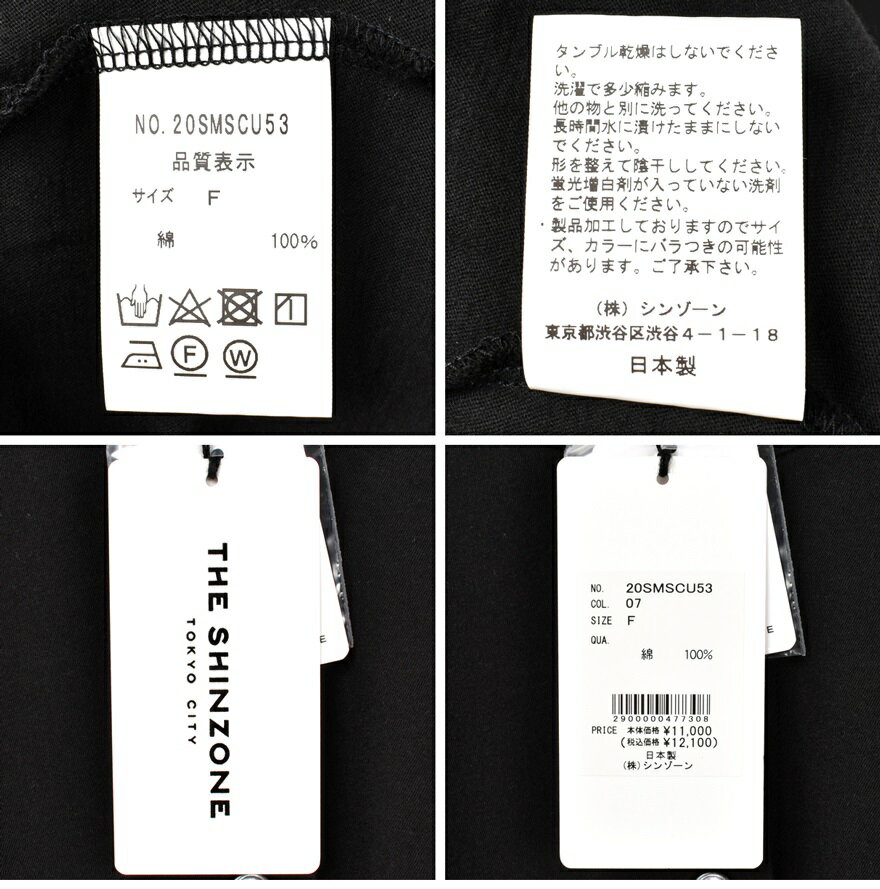 NO. 20SMSCU53
品質表示
サイズ F
綿 100%
F
W
タンブル乾燥はしないでくださ
い。
洗濯で多少縮みます。
他の物と別に洗ってください。
長時間水に漬けたままにしない
でください。
形を整えて陰干ししてください。
蛍光増白剤が入っていない洗剤
をご使用ください。
・製品加工しておりますのでサイ
ズ、カラーにバラつきの可能性
があります。ご了承下さい。
(株) シンゾーン
東京都渋谷区渋谷4-1-18
日本製
THE SHINZONE
TOKYO CITY
E
NO. 20SMSCU53
COL. 07
SIZE F
QUA.
綿 100%
2900000477308
PRICE 本体価格 ¥11,000
(税込価格 ¥12,100)
日本製
(株) シンゾーン
E